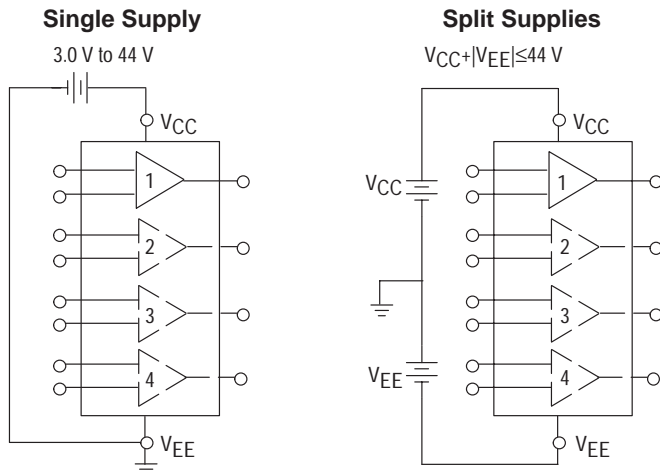 Single Supply
3.0 V to 44 V
VCC
1
2
3
4
VEE
Split Supplies
VCC+|VEE|≤44 V
VCC
VCC
1
2
3
VEE
4
VEE